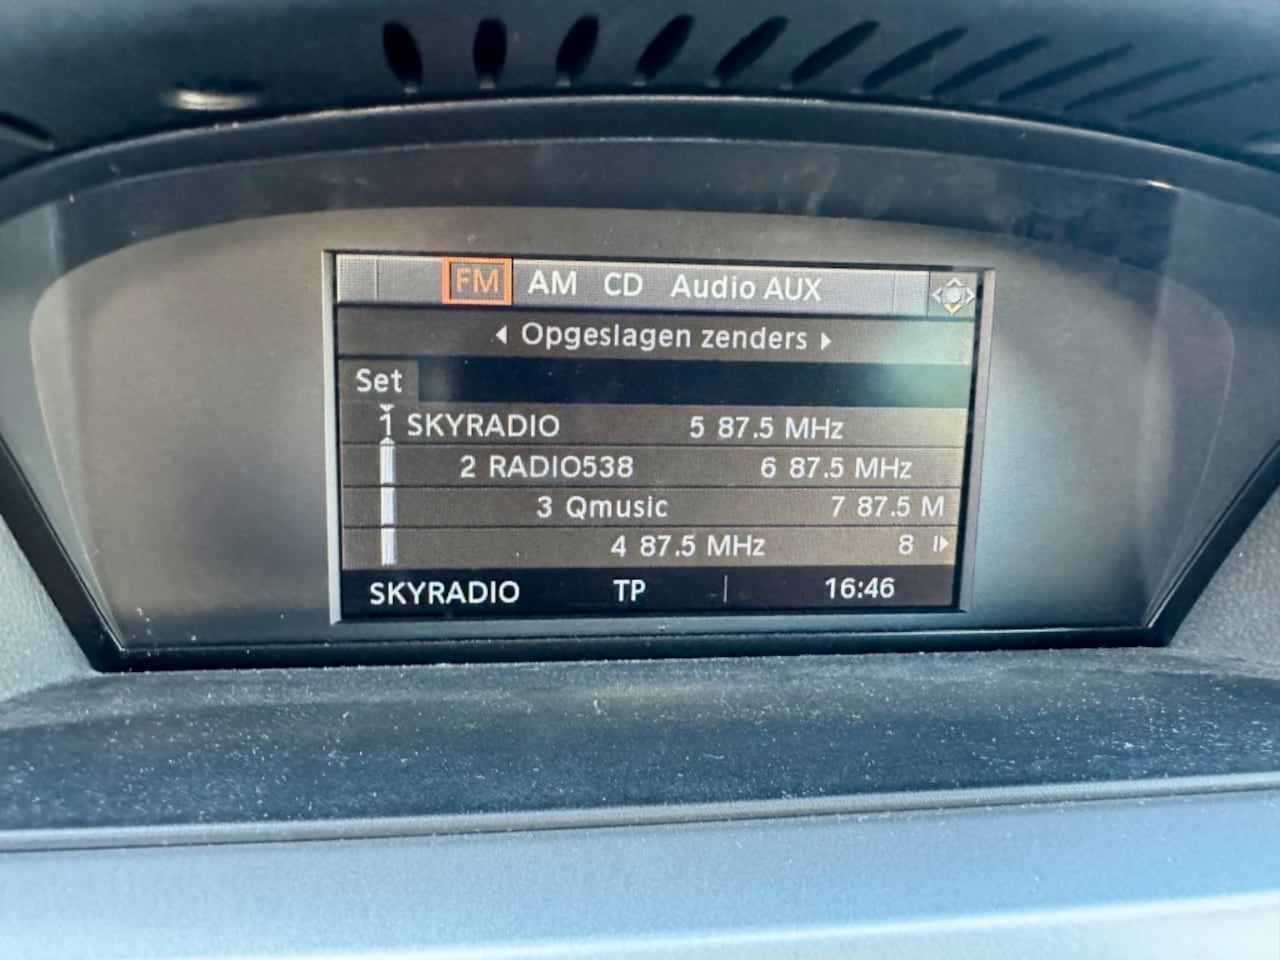 FM AM CD Audio AUX
Opgeslagen zenders
Set
1 SKYRADIO 5 87.5 MHz
2 RADIO538 6 87.5 MHz
3 Qmusic 7 87.5 M
4 87.5 MHz 8
SKYRADIO TP 16:46